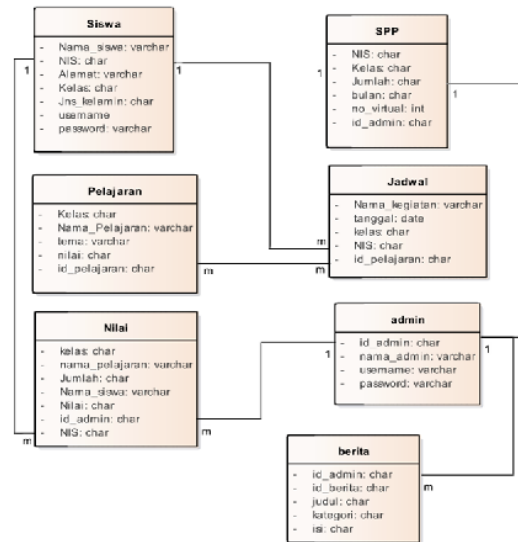 Siswa
- Nama_siswa: varchar
- NIS: char
- Alamat: varchar
- Kelas: char
- Jns_kelamin: char
- username
- password: varchar
1
1
SPP
- NIS: char
- Kelas: char
- Jumlah: char
- bulan: char
- no_virtual: int
- id_admin: char
1
1
Pelajaran
- Kelas: char
- Nama_Pelajaran: varchar
- tema: varchar
- nilai: char
- id_pelajaran: char
m
Jadwal
- Nama_kegiatan: varchar
- tanggal: date
- kelas: char
- NIS: char
- id_pelajaran: char
m
m
Nilai
- kelas: char
- nama_pelajaran: varchar
- Jumlah: char
- Nama_siswa: varchar
- Nilai: char
- id_admin: char
- NIS: char
m
m
admin
- id_admin: char
- nama_admin: varchar
- username: varchar
- password: varchar
1
1
berita
- id_admin: char
- id_berita: char
- judul: char
- kategori: char
- isi: char
m